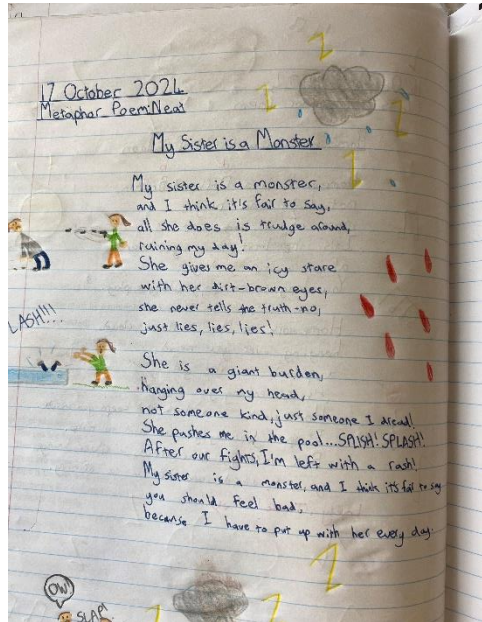 17 October 2024
Metaphor Poem:Neat
My Sister is a Monster
My sister is a monster,
and I think it's fair to say,
all she does is trudge around,
ruining my day!
She gives me an icy stare
with her dirt-brown eyes,
she never tells the truth-no,
just lies, lies, lies!
LASH!!!
She is a giant burden,
hanging over my head,
not someone kind, just someone I dread!
She pushes me in the pool...SPLISH! SPLASH!
After our fights, I'm left with a rash!
My sister is a monster, and I think it's fair to say
you should feel bad,
because I have to put up with her every day.
OW!
SLAP!